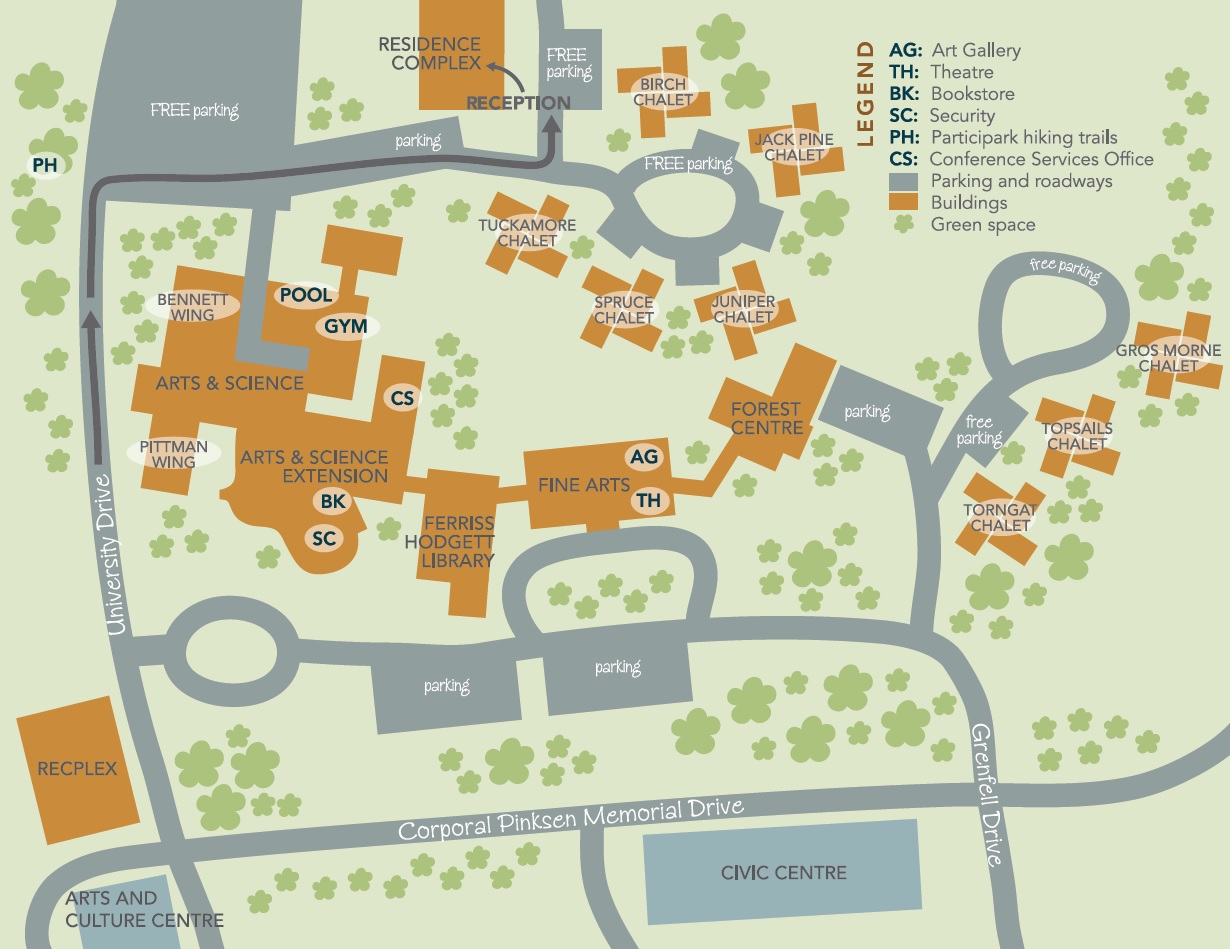 RESIDENCE
COMPLEX
RECEPTION
FREE
parking
FREE parking
parking
PH
BIRCH
CHALET
JACK PINE
CHALET
FREE parking
LEGEND
AG: Art Gallery
TH: Theatre
BK: Bookstore
SC: Security
PH: Participark hiking trails
CS: Conference Services Office
Parking and roadways
Buildings
Green space
TUCKAMORE
CHALET
SPRUCE
CHALET
JUNIPER
CHALET
free parking
GROS MORNE
CHALET
BENNETT
WING
POOL
GYM
ARTS & SCIENCE
CS
PITTMAN
WING
ARTS & SCIENCE
EXTENSION
BK
SC
FERRISS
HODGETT
LIBRARY
FINE ARTS
AG
TH
FOREST
CENTRE
parking
free
parking
TOPSAILS
CHALET
TORNGAT
CHALET
University Drive
parking
parking
RECPLEX
Grenfell Drive
Corporal Pinksen Memorial Drive
CIVIC CENTRE
ARTS AND
CULTURE CENTRE